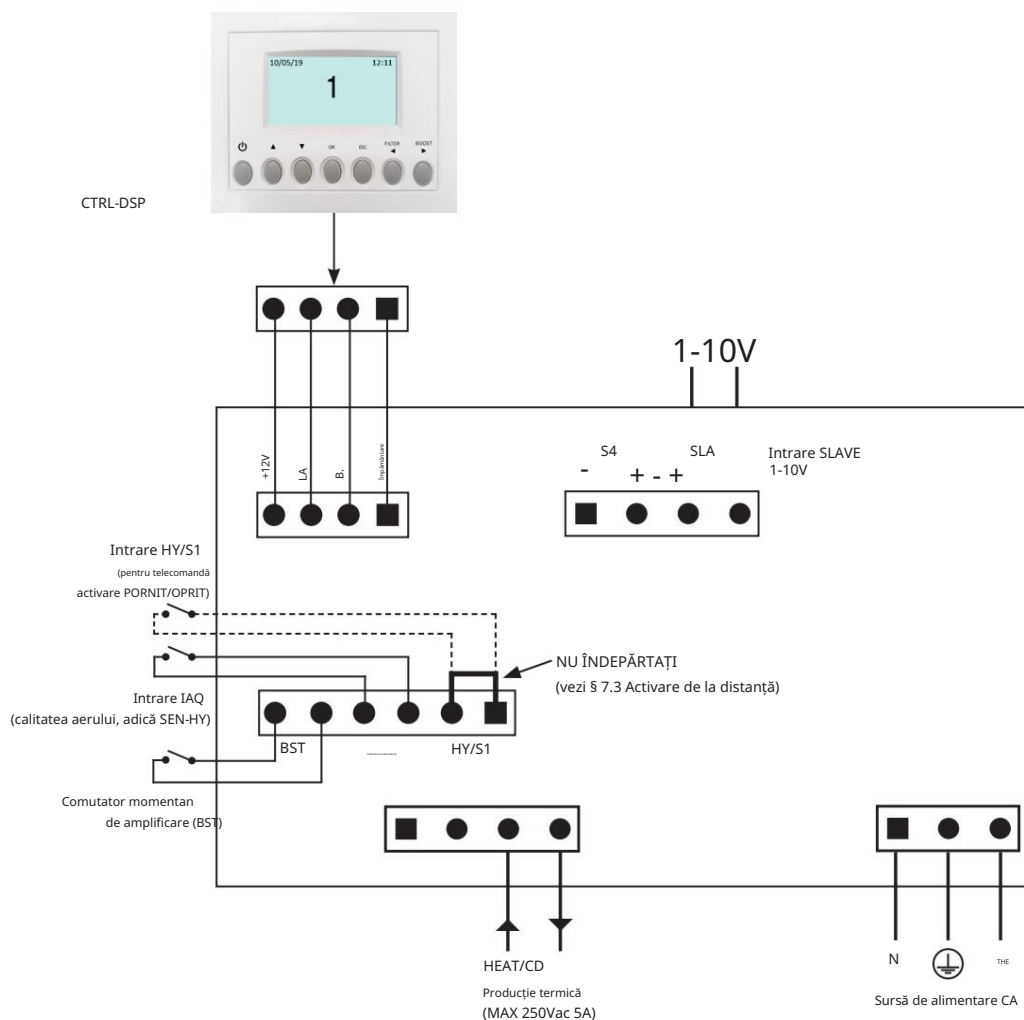 10/05/19 12:11
1
OK ESC FILTER BOOST
CTRL-DSP
1-10V
+12V
LA
B.
Împământare
S4 SLA
- + - +
Intrare SLAVE
1-10V
Intrare HY/S1
(pentru telecomandă
activare PORNIT/OPRIT)
NU ÎNDEPĂRTAȚI
(vezi § 7.3 Activare de la distanță)
Intrare IAQ
(calitatea aerului, adică SEN-HY)
BST
HY/S1
Comutator momentan
de amplificare (BST)
HEAT/CD
Producție termică
(MAX 250Vac 5A)
N
THE
Sursă de alimentare CA